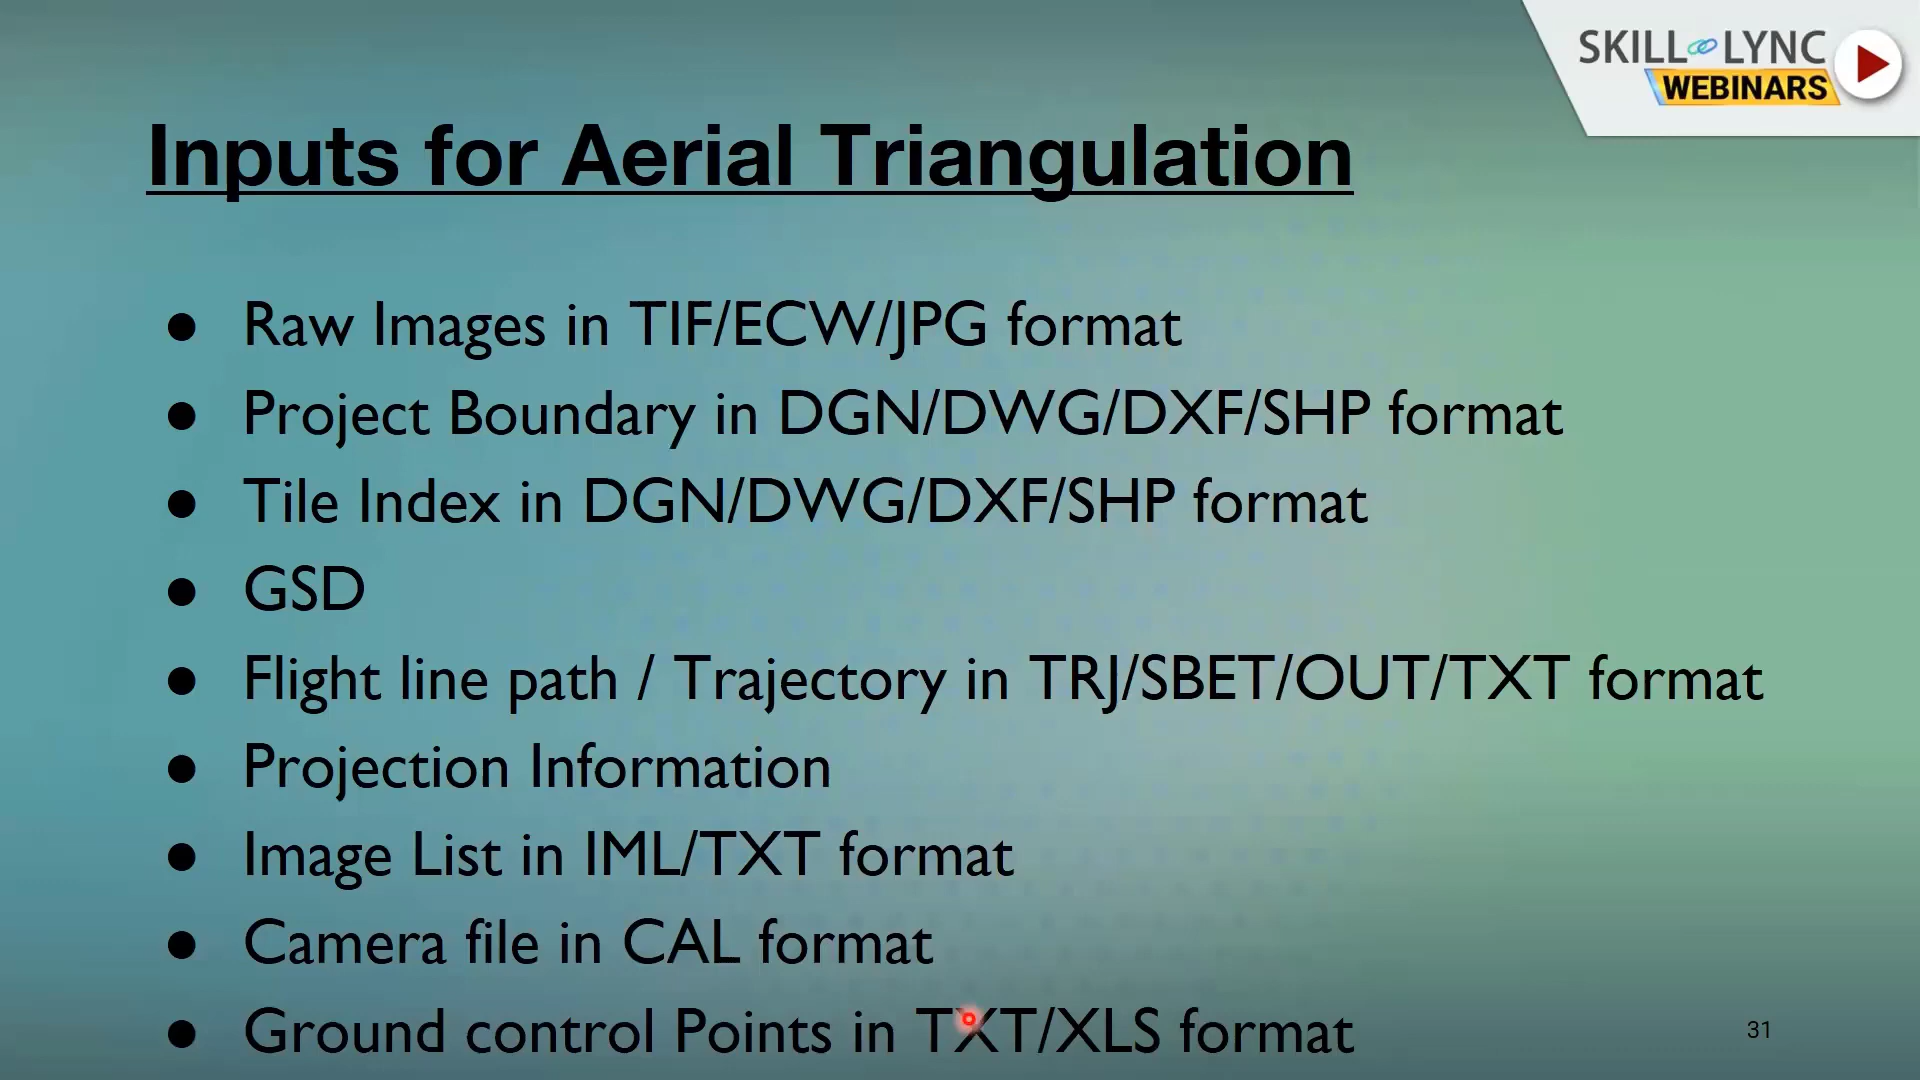 SKILL LYNC
WEBINARS
Inputs for Aerial Triangulation
● Raw Images in TIF/ECW/JPG format
● Project Boundary in DGN/DWG/DXF/SHP format
● Tile Index in DGN/DWG/DXF/SHP format
● GSD
● Flight line path / Trajectory in TRJ/SBET/OUT/TXT format
● Projection Information
● Image List in IML/TXT format
● Camera file in CAL format
● Ground control Points in TXT/XLS format
31